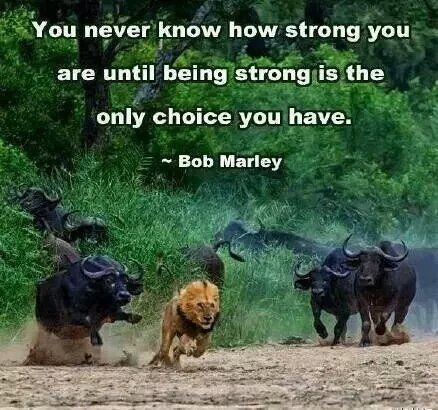 You never know how strong you
are until being strong is the
only choice you have.
~ Bob Marley